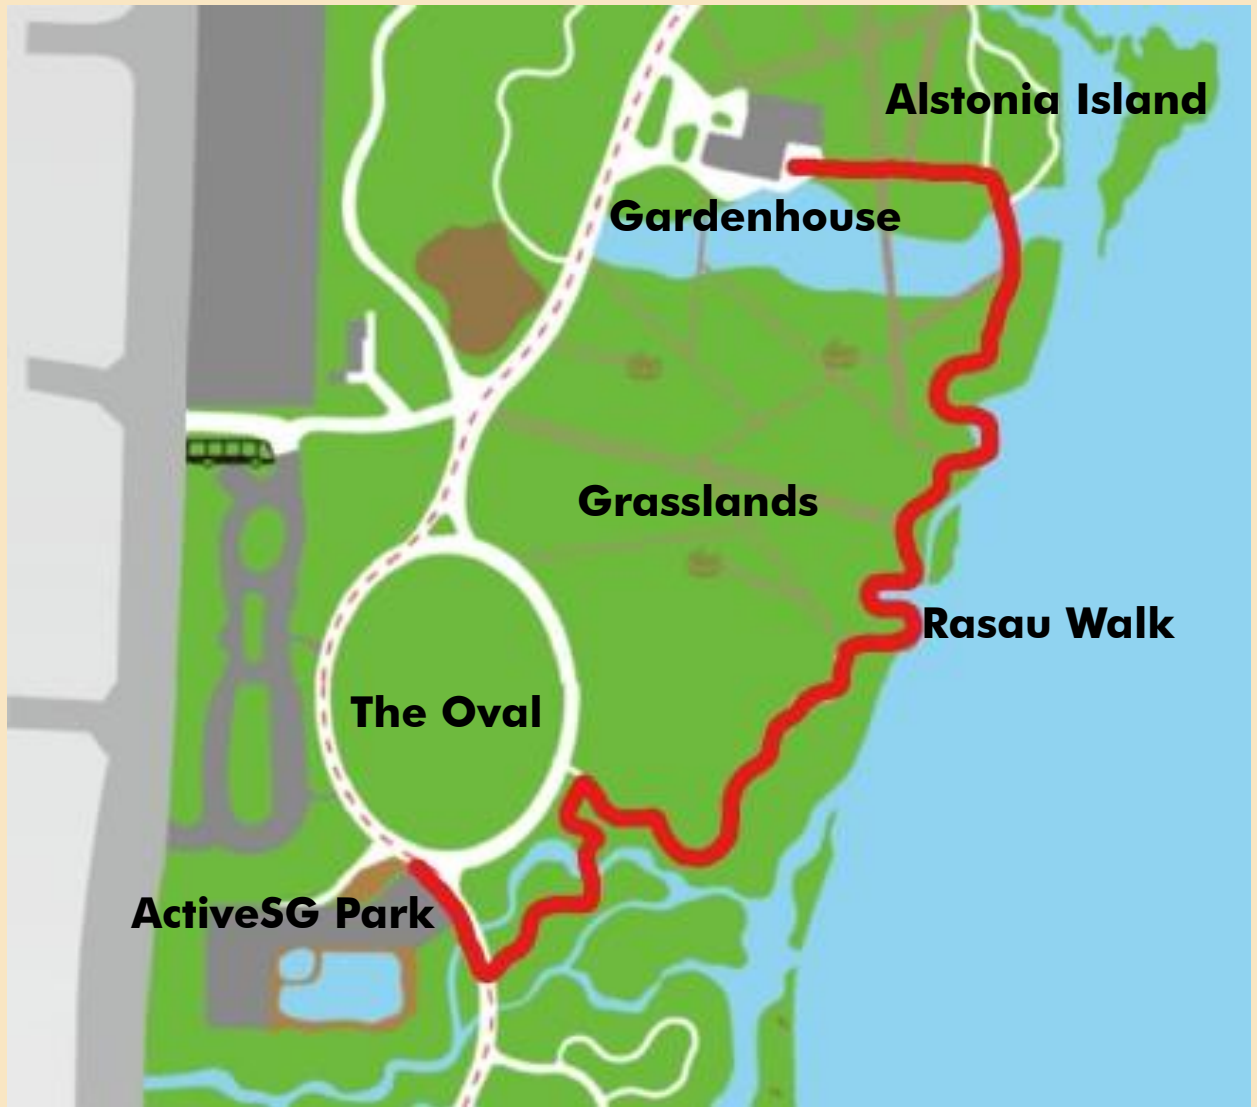 Alstonia Island
Gardenhouse
Grasslands
Rasau Walk
The Oval
ActiveSG Park